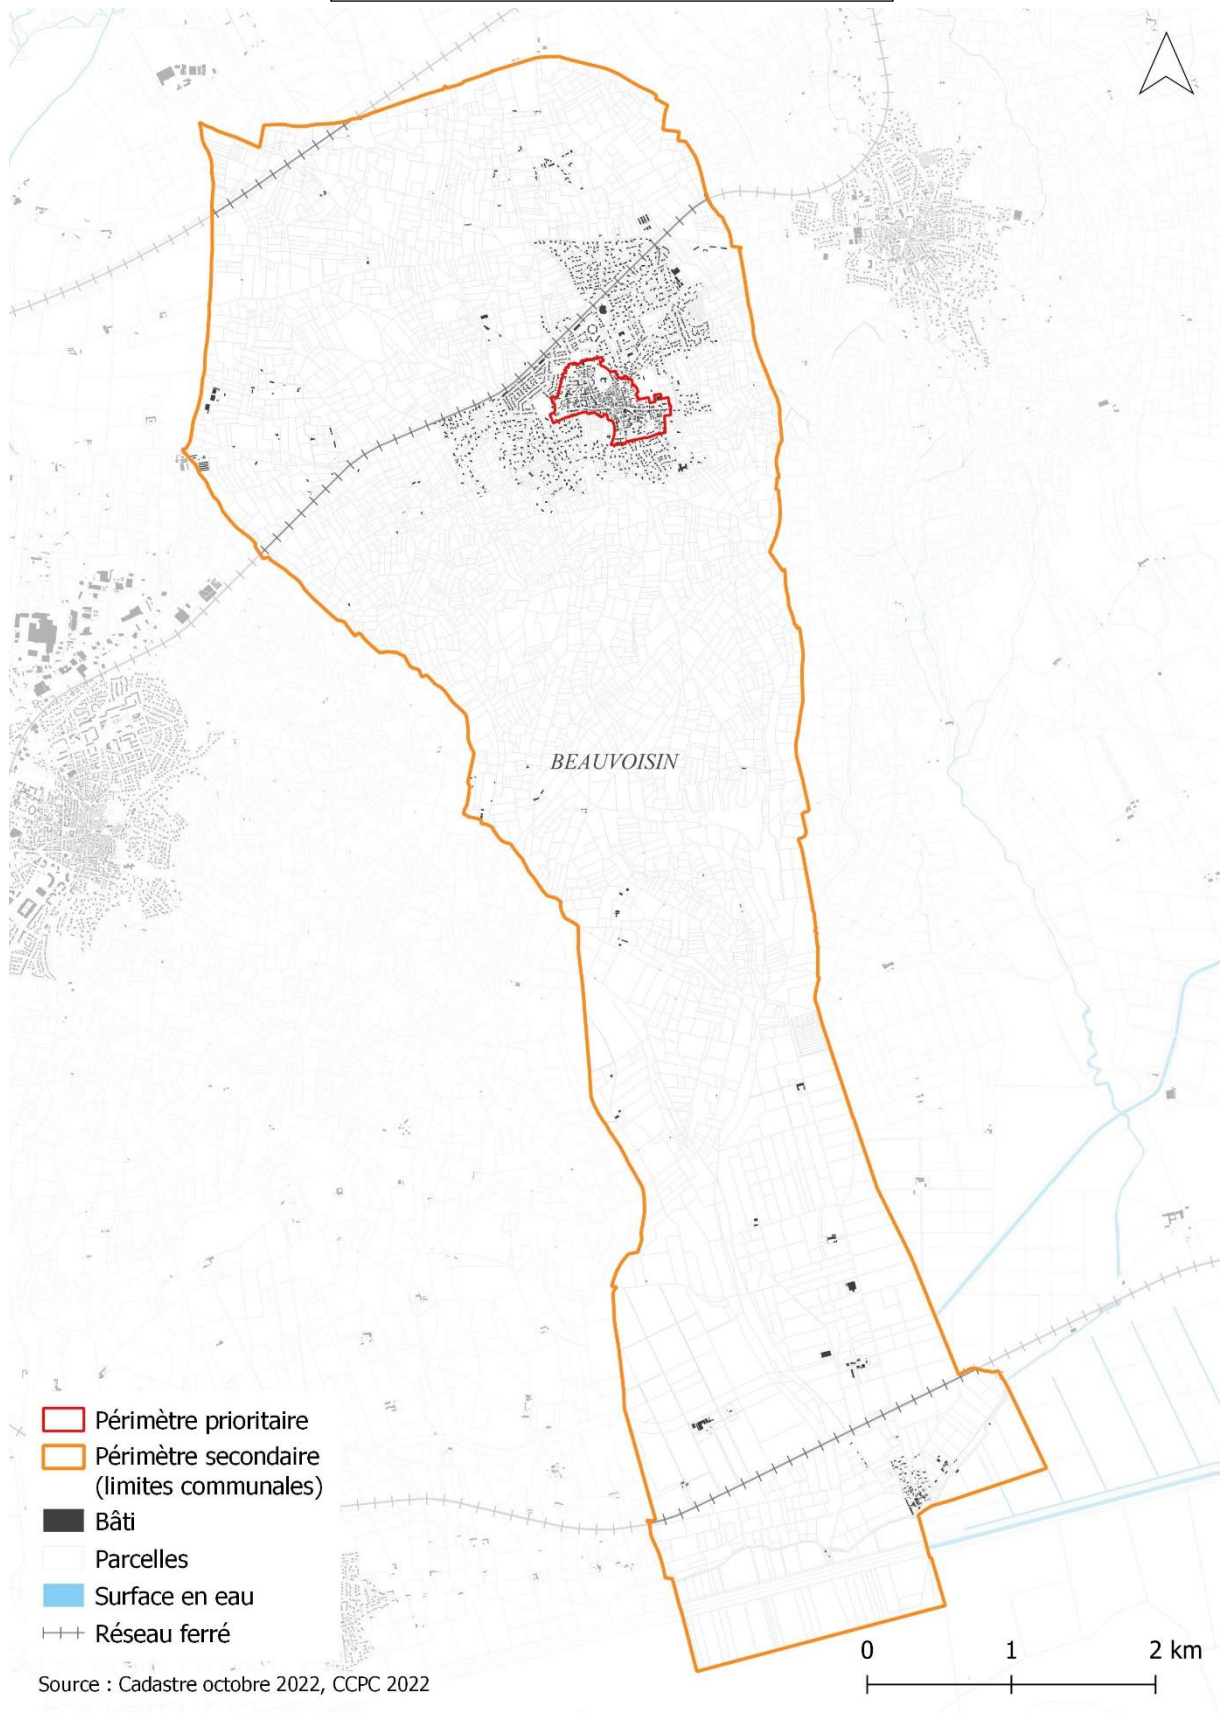 BEAUVOISIN
Périmètre prioritaire
Périmètre secondaire
(limites communales)
Bâti
Parcelles
Surface en eau
Réseau ferré
Source : Cadastre octobre 2022, CCPC 2022
0 1 2 km